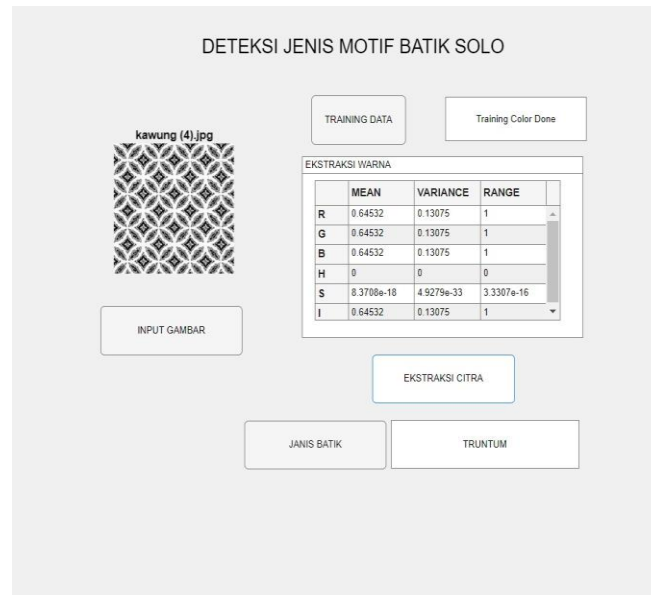 DETEKSI JENIS MOTIF BATIK SOLO
TRAINING DATA
Training Color Done
kawung (4).jpg
EKSTRAKSI WARNA
MEAN VARIANCE RANGE
R 0.64532 0.13075 1
G 0.64532 0.13075 1
B 0.64532 0.13075 1
H 0 0 0
S 8.3708e-18 4.9279e-33 3.3307e-16
I 0.64532 0.13075 1
INPUT GAMBAR
EKSTRAKSI CITRA
JANIS BATIK
TRUNTUM